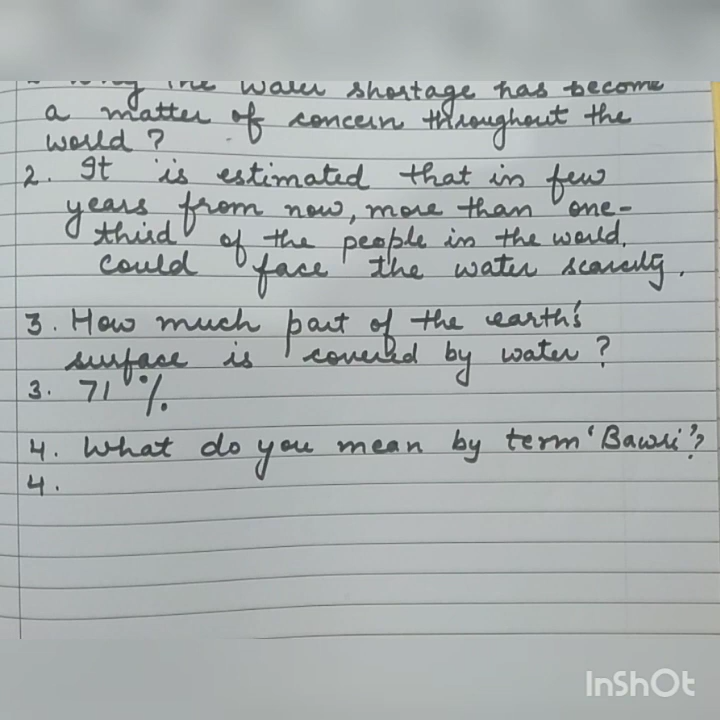 Why the water shortage has become
a matter of concern throughout the
world?
2. It is estimated that in few
years from now, more than one-
third of the people in the world.
could face the water scarcity.
3. How much part of the earth's
surface is covered by water?
3. 71%
4. What do you mean by term 'Bawri'?
4.
InShOt